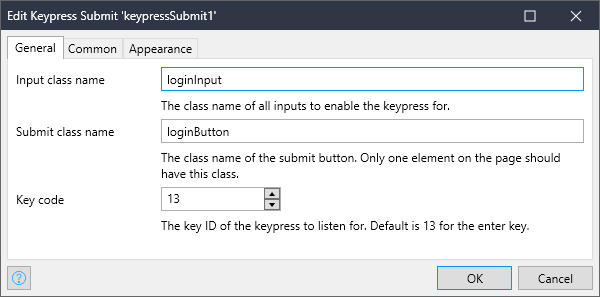 Edit Keypress Submit 'keypressSubmit1'
General Common Appearance
Input class name loginInput
The class name of all inputs to enable the keypress for.
Submit class name loginButton
The class name of the submit button. Only one element on the page should
have this class.
Key code 13
The key ID of the keypress to listen for. Default is 13 for the enter key.
? OK Cancel